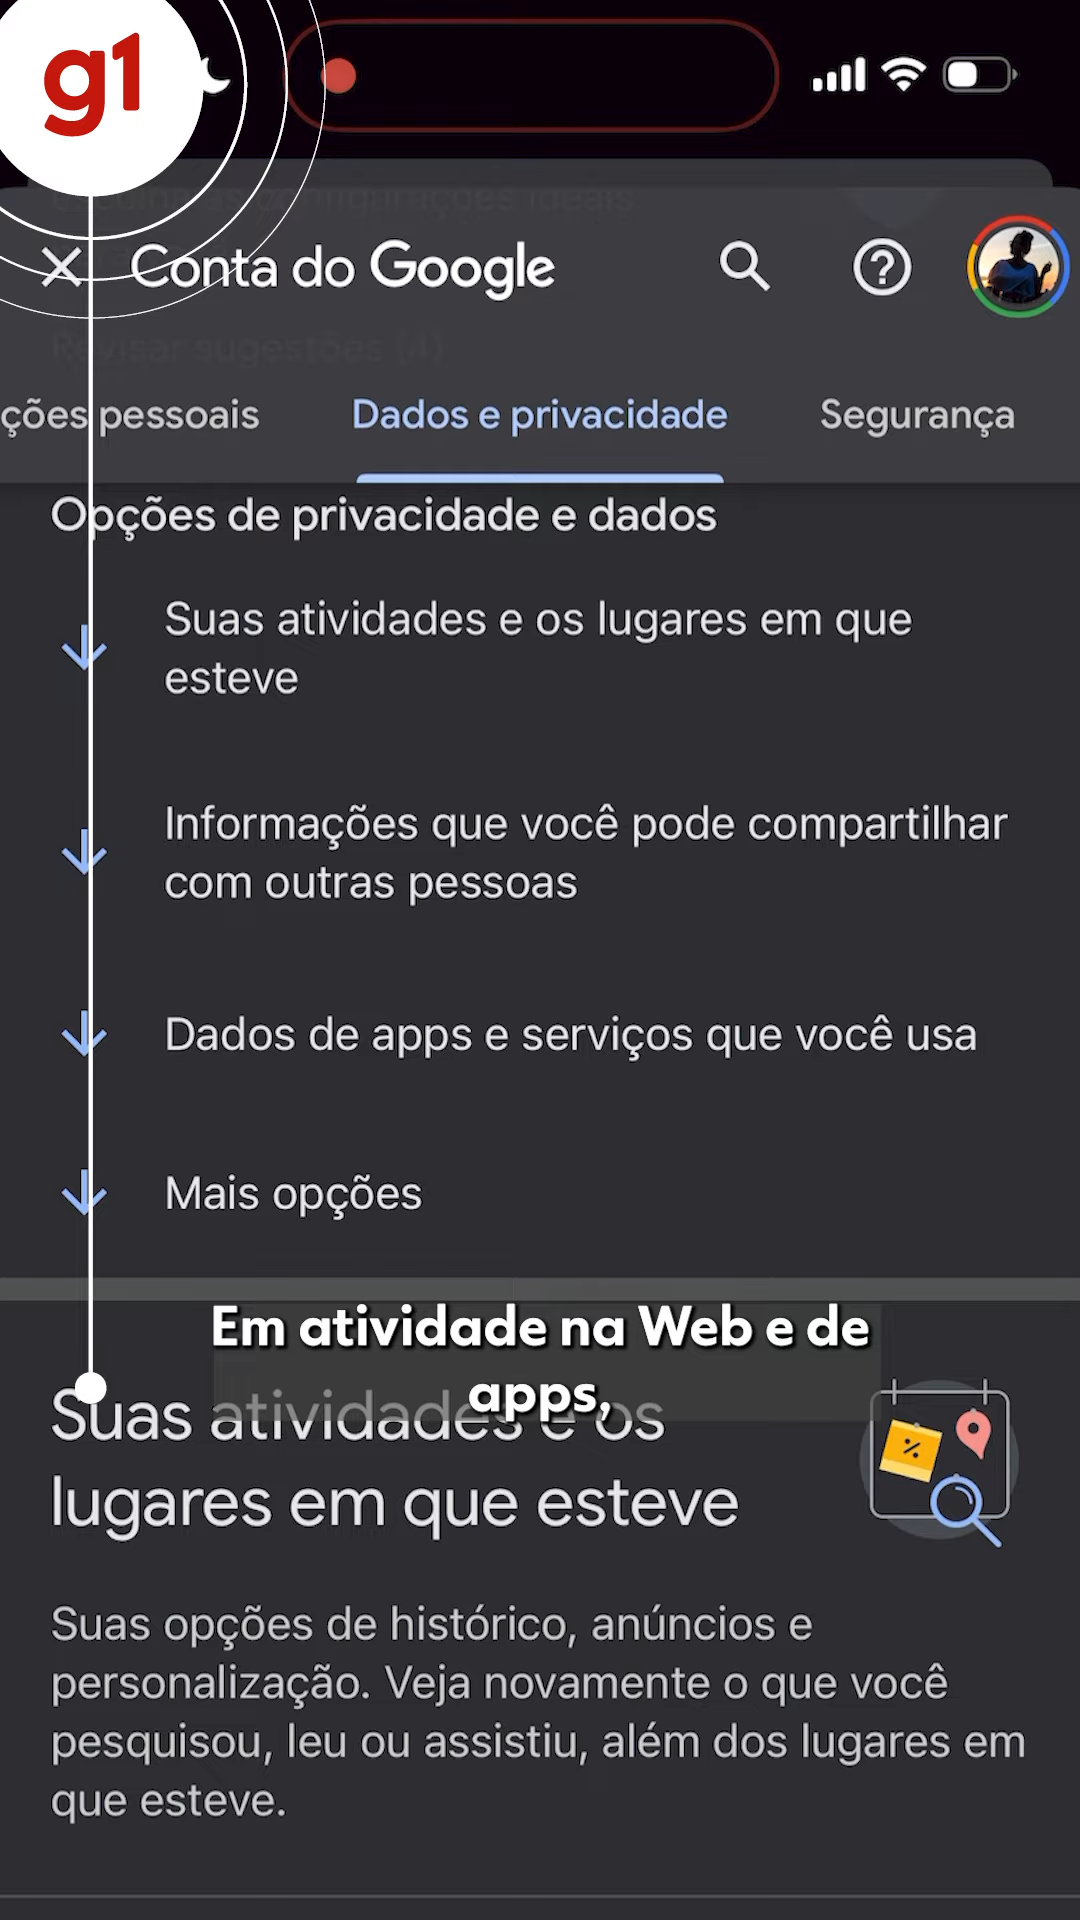 g1
Conta do Google
Revisar sugestões (4)
ções pessoais
Dados e privacidade
Segurança
Opções de privacidade e dados
Suas atividades e os lugares em que
esteve
Informações que você pode compartilhar
com outras pessoas
Dados de apps e serviços que você usa
Mais opções
Em atividade na Web e de
apps,
Suas atividades e os
lugares em que esteve
Suas opções de histórico, anúncios e
personalização. Veja novamente o que você
pesquisou, leu ou assistiu, além dos lugares em
que esteve.